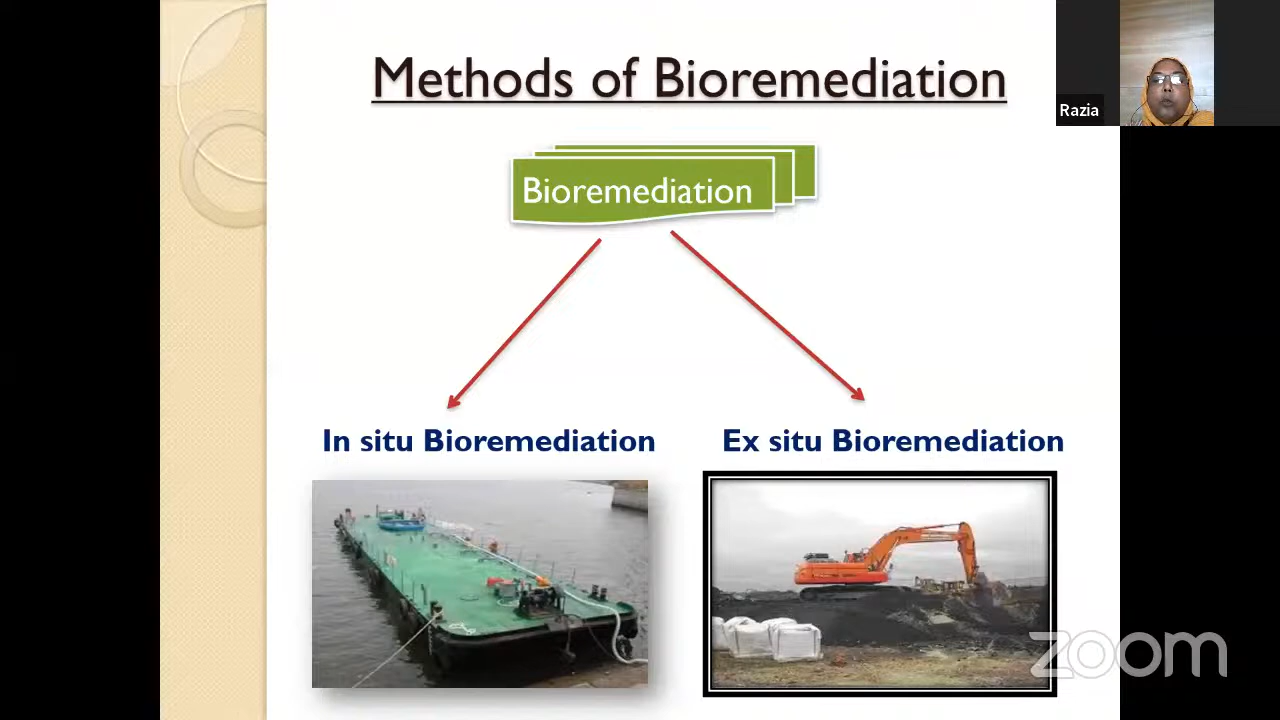 Methods of Bioremediation
Razia
Bioremediation
In situ Bioremediation
Ex situ Bioremediation
zoom